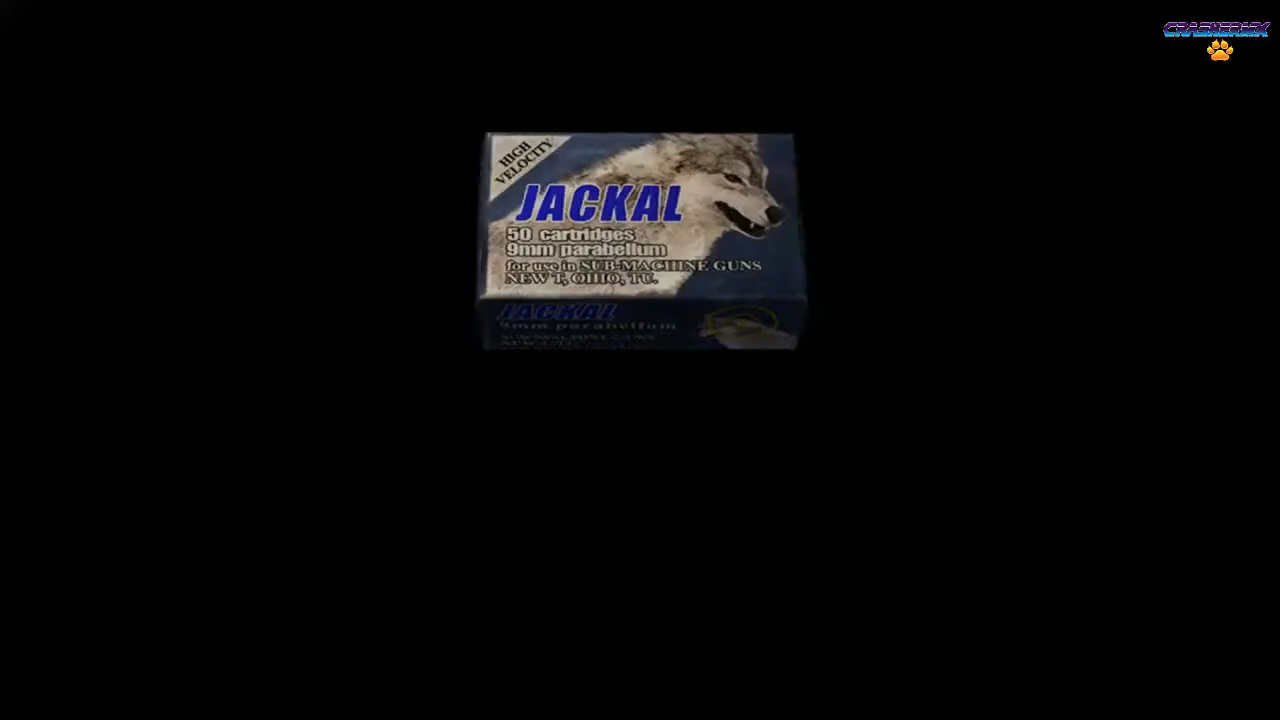 CRASHERMX
HIGH
VELOCITY
JACKAL
50 cartridges
9mm parabellum
for use in SUB-MACHINE GUNS
NEW T, OHIO, TU.
JACKAL
9mm parabellum